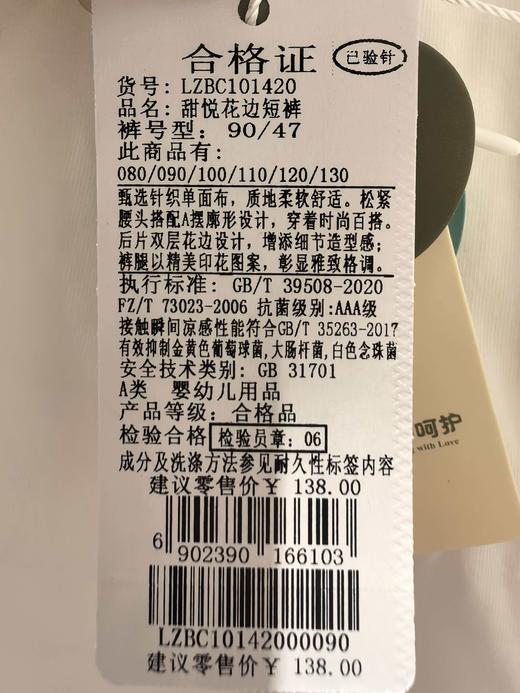 合格证
已验针
货号：LZBC101420
品名：甜悦花边短裤
裤号型：90/47
此商品有：
080/090/100/110/120/130
甄选针织单面布，质地柔软舒适。松紧
腰头搭配A摆廓形设计，穿着时尚百搭。
后片双层花边设计，增添细节造型感；
裤腿以精美印花图案，彰显雅致格调。
执行标准：GB/T 39508-2020
FZ/T 73023-2006 抗菌级别：AAA级
接触瞬间凉感性能符合GB/T 35263-2017
有效抑制金黄色葡萄球菌,大肠杆菌,白色念珠菌
安全技术类别：GB 31701
A类 婴幼儿用品
产品等级：合格品
检验合格 检验员章：06
成分及洗涤方法参见耐久性标签内容
建议零售价￥ 138.00
6 902390 166103
LZBC10142000090
建议零售价￥ 138.00
呵护
with Love